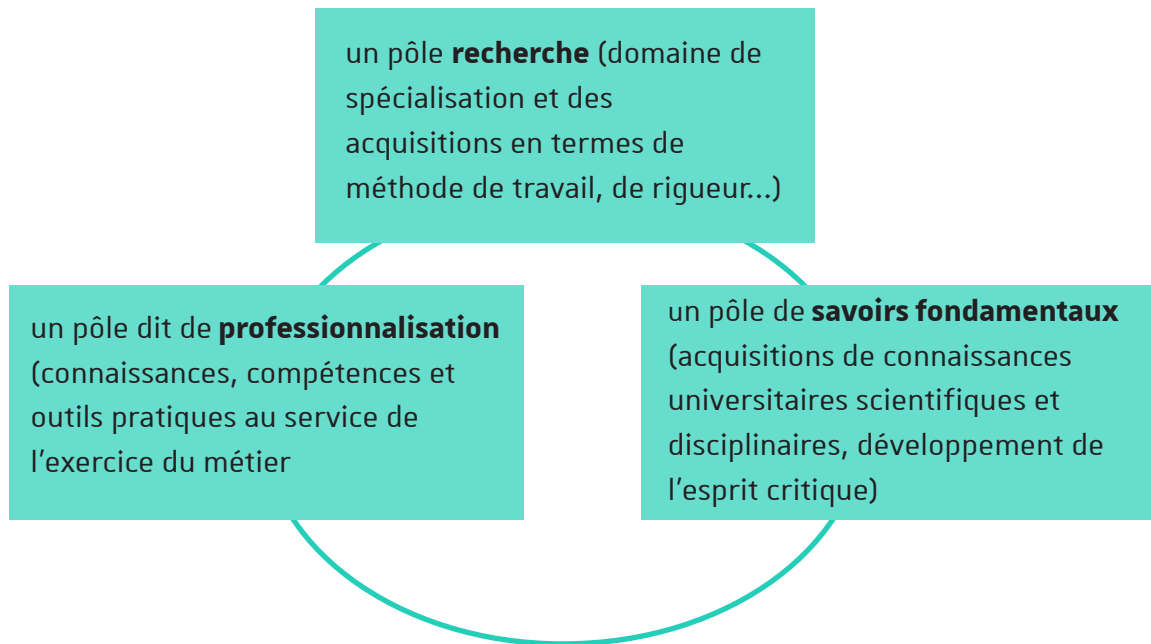 un pôle recherche (domaine de
spécialisation et des
acquisitions en termes de
méthode de travail, de rigueur...)
un pôle dit de professionnalisation
(connaissances, compétences et
outils pratiques au service de
l'exercice du métier
un pôle de savoirs fondamentaux
(acquisitions de connaissances
universitaires scientifiques et
disciplinaires, développement de
l'esprit critique)